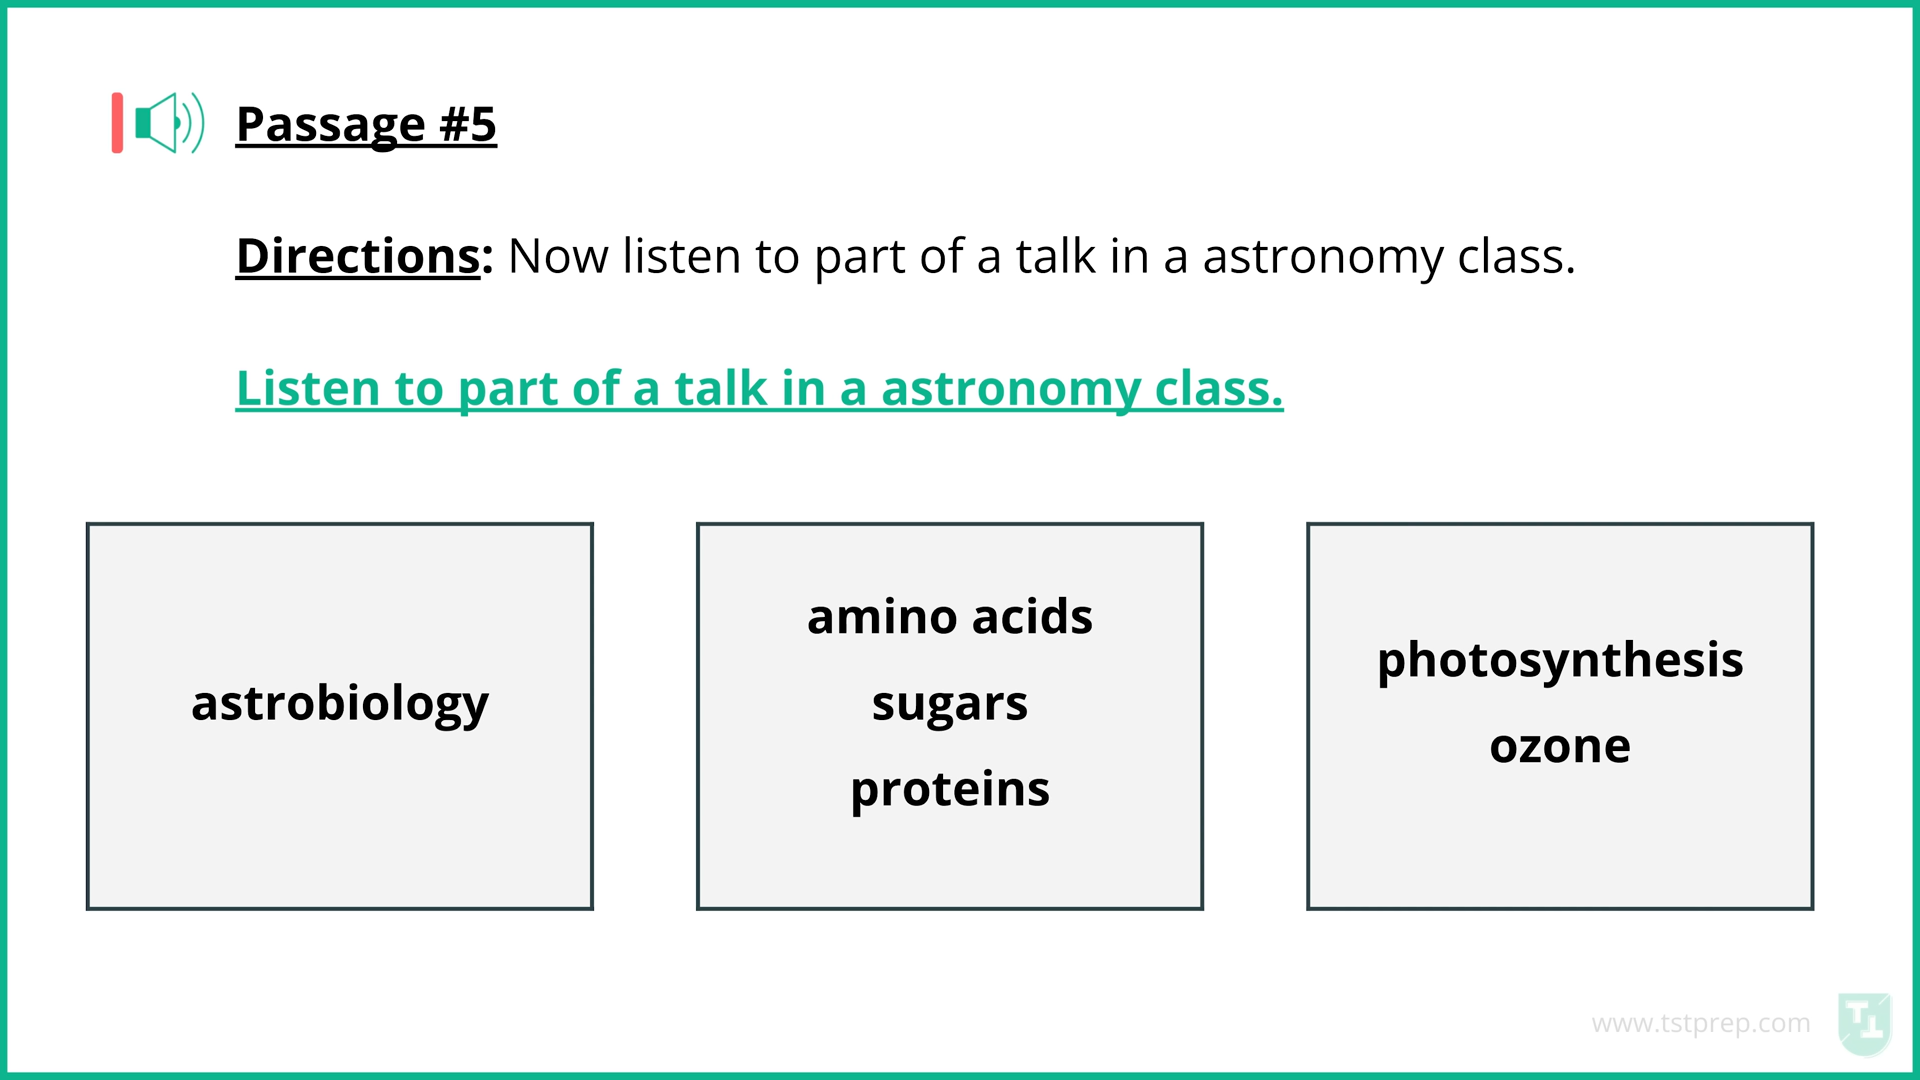 Passage #5
Directions: Now listen to part of a talk in a astronomy class.
Listen to part of a talk in a astronomy class.
astrobiology
amino acids
sugars
proteins
photosynthesis
ozone
www.tstprep.com